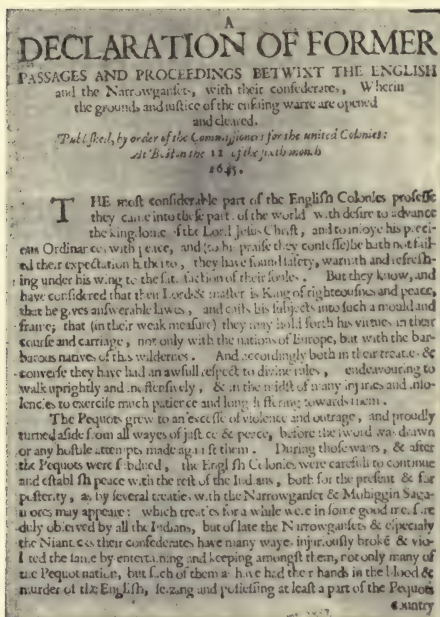 A
DECLARATION OF FORMER
PASSAGES AND PROCEEDINGS BETWIXT THE ENGLISH
and the Narrowgansets, with their confederates, Wherin
the grounds and iustice of the ensuing warre are opened
and cleared.
Published, by order of the Commissioners for the united Colonies:
At Boston the 11 of the sixth month
1645.
THE most considerable part of the English Colonies professe
they came into these parts of the world with desire to advance
the kingdome of the Lord Jesus Christ, and to injoye his preci-
ous Ordinances with peace, and (to his praise they confesse) he hath not fail-
ed their expectation hitherto, they have found safety, warmth and refresh-
ing under his wing to the satisfaction of their soules. But they know, and
have considered that their Lord & master is King of righteousnes and peace,
that he gives answerable lawes, and casts his subjects into such a mould and
frame; that (in their weak measure) they may hold forth his virtues in their
course and carriage, not only with the nations of Europe, but with the bar-
barous natives of this wildernes. And accordingly both in their treaties &
converse they have had an awfull respect to divine rules, endeavouring to
walk uprightly and inoffensively, & in the midst of many injuries and inso-
lencies to exercise much patience and long suffering towards them.
The Pequots grew to an excesse of violence and outrage, and proudly
turned aside from all wayes of justice & peace, before the sword was drawn
or any hostile attempts made against them. During those wars, & after
the Pequots were subdued, the English Colonies were carefull to continue
and establish peace with the rest of the Indians, both for the present & for
posterity, as by severall treaties with the Narrowganset & Mohiggin Saga-
mores may appeare: which treaties for a while were in some good measure
duly observed by all the Indians, but of late the Narrowgansets & especially
the Nianticks their confederates have many wayes injuriously broken & vio-
lated the same by entertaining and keeping amongst them, not only many of
the Pequot nation, but such of them as have had their hands in the blood &
murder of the English, seizing and possessing at least a part of the Pequots
Country